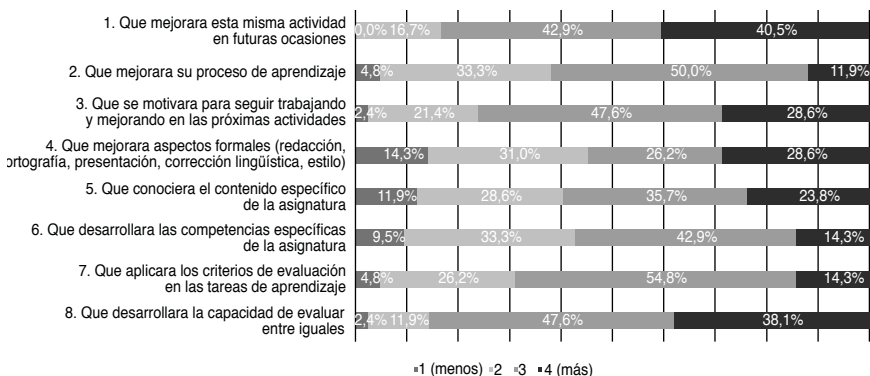 1. Que mejorara esta misma actividad
en futuras ocasiones
0,0% 16,7% 42,9% 40,5%
2. Que mejorara su proceso de aprendizaje
4,8% 33,3% 50,0% 11,9%
3. Que se motivara para seguir trabajando
y mejorando en las próximas actividades
2,4% 21,4% 47,6% 28,6%
4. Que mejorara aspectos formales (redacción,
ortografía, presentación, corrección lingüística, estilo)
14,3% 31,0% 26,2% 28,6%
5. Que conociera el contenido específico
de la asignatura
11,9% 28,6% 35,7% 23,8%
6. Que desarrollara las competencias específicas
de la asignatura
9,5% 33,3% 42,9% 14,3%
7. Que aplicara los criterios de evaluación
en las tareas de aprendizaje
4,8% 26,2% 54,8% 14,3%
8. Que desarrollara la capacidad de evaluar
entre iguales
2,4% 11,9% 47,6% 38,1%
1 (menos) 2 3 4 (más)